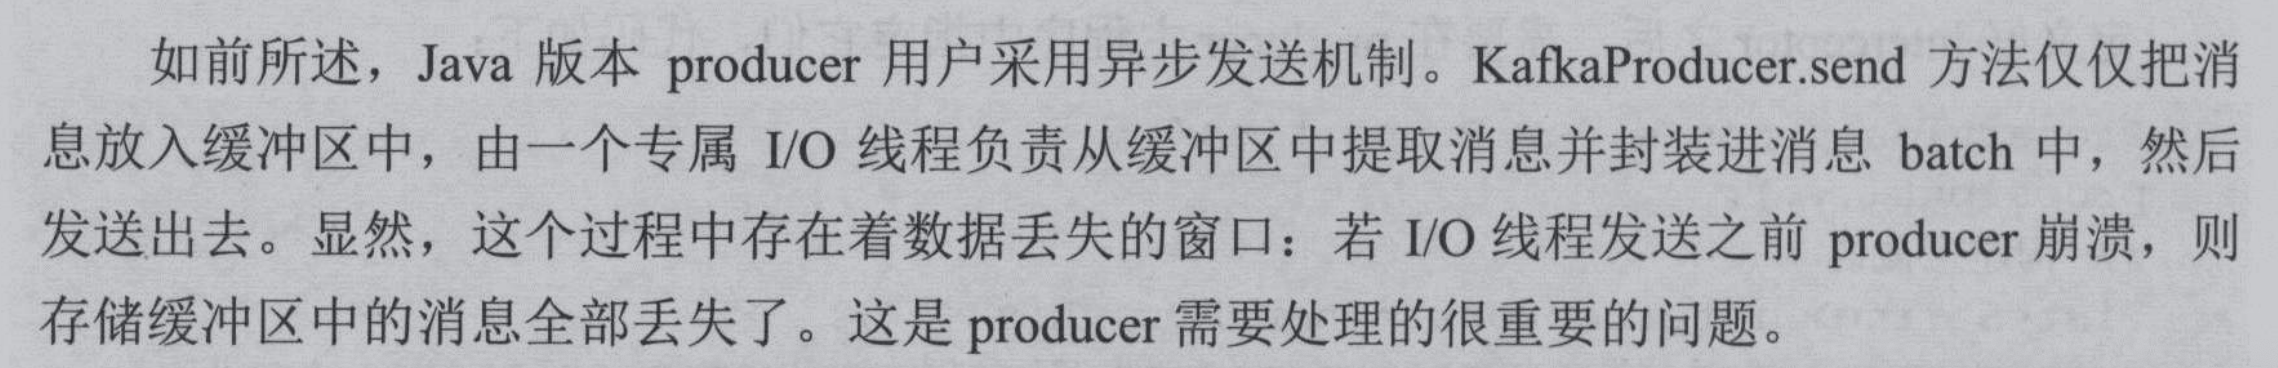 如前所述，Java 版本 producer 用户采用异步发送机制。KafkaProducer.send 方法仅仅把消
息放入缓冲区中，由一个专属 I/O 线程负责从缓冲区中提取消息并封装进消息 batch 中，然后
发送出去。显然，这个过程中存在着数据丢失的窗口：若 I/O 线程发送之前 producer 崩溃，则
存储缓冲区中的消息全部丢失了。这是 producer 需要处理的很重要的问题。